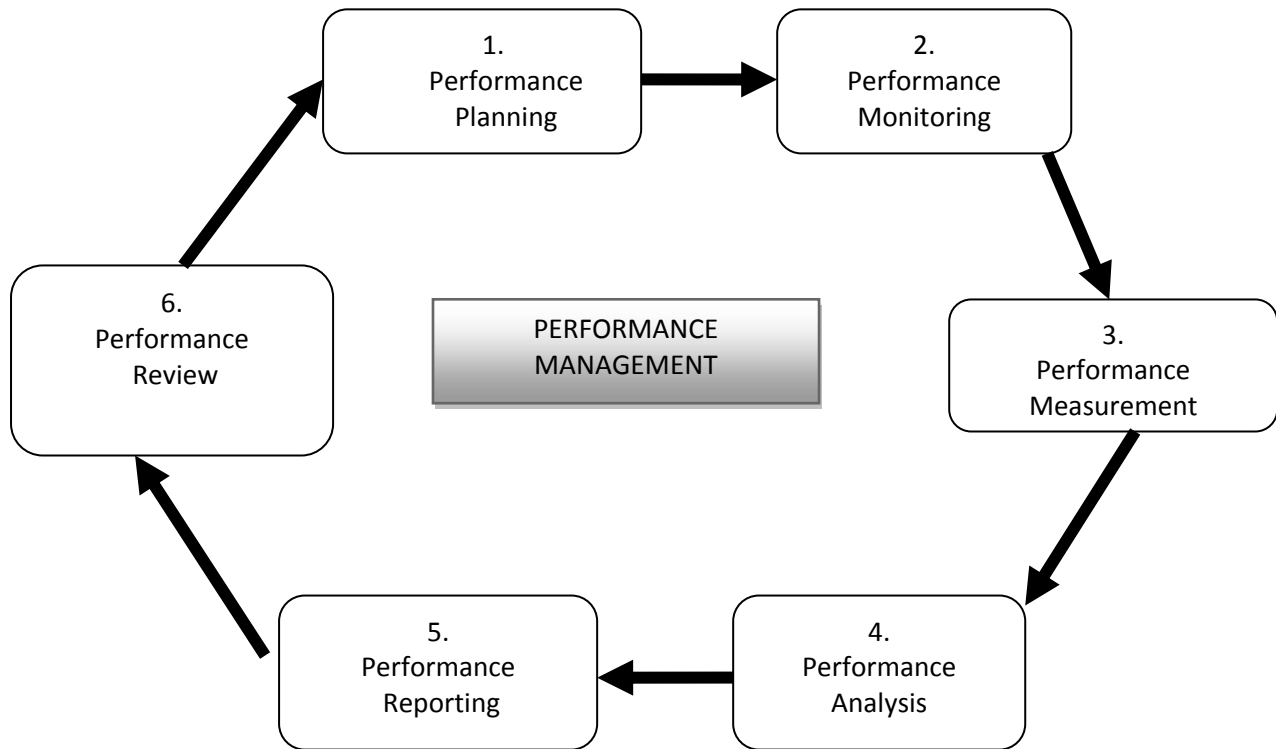 1.
Performance
Planning
2.
Performance
Monitoring
3.
Performance
Measurement
4.
Performance
Analysis
5.
Performance
Reporting
6.
Performance
Review
PERFORMANCE
MANAGEMENT